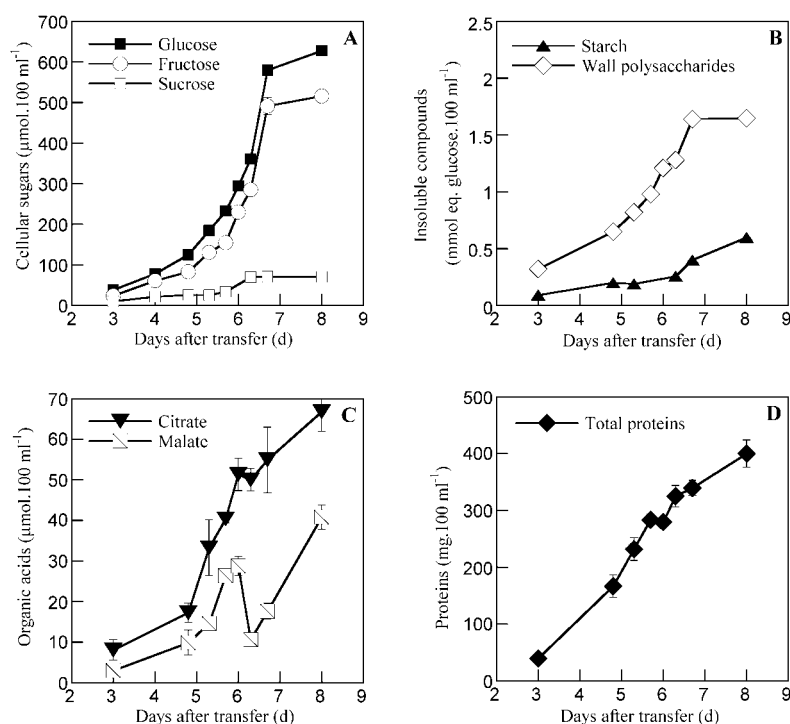 A
Glucose
Fructose
Sucrose
Cellular sugars (µmol.100 ml⁻¹)
700
600
500
400
300
200
100
0
2 3 4 5 6 7 8 9
Days after transfer (d)
B
Starch
Wall polysaccharides
Insoluble compounds
(mmol eq. glucose.100 ml⁻¹)
2.5
2
1.5
1
0.5
0
2 3 4 5 6 7 8 9
Days after transfer (d)
C
Citrate
Malate
Organic acids (µmol.100 ml⁻¹)
70
60
50
40
30
20
10
0
2 3 4 5 6 7 8 9
Days after transfer (d)
D
Total proteins
Proteins (mg.100 ml⁻¹)
500
400
300
200
100
0
2 3 4 5 6 7 8 9
Days after transfer (d)